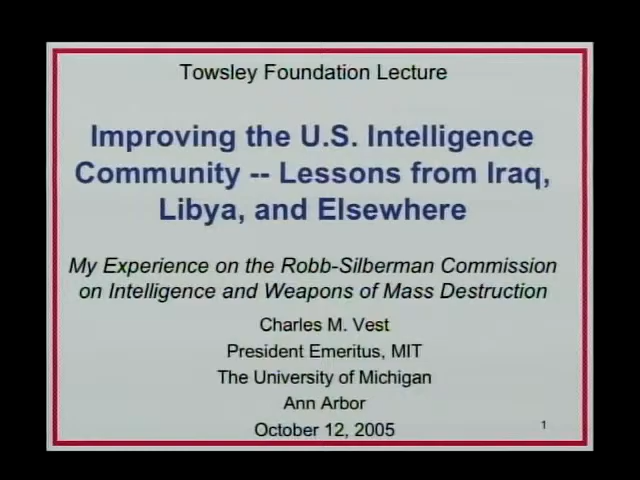 Towsley Foundation Lecture
Improving the U.S. Intelligence
Community -- Lessons from Iraq,
Libya, and Elsewhere
My Experience on the Robb-Silberman Commission
on Intelligence and Weapons of Mass Destruction
Charles M. Vest
President Emeritus, MIT
The University of Michigan
Ann Arbor
October 12, 2005
1